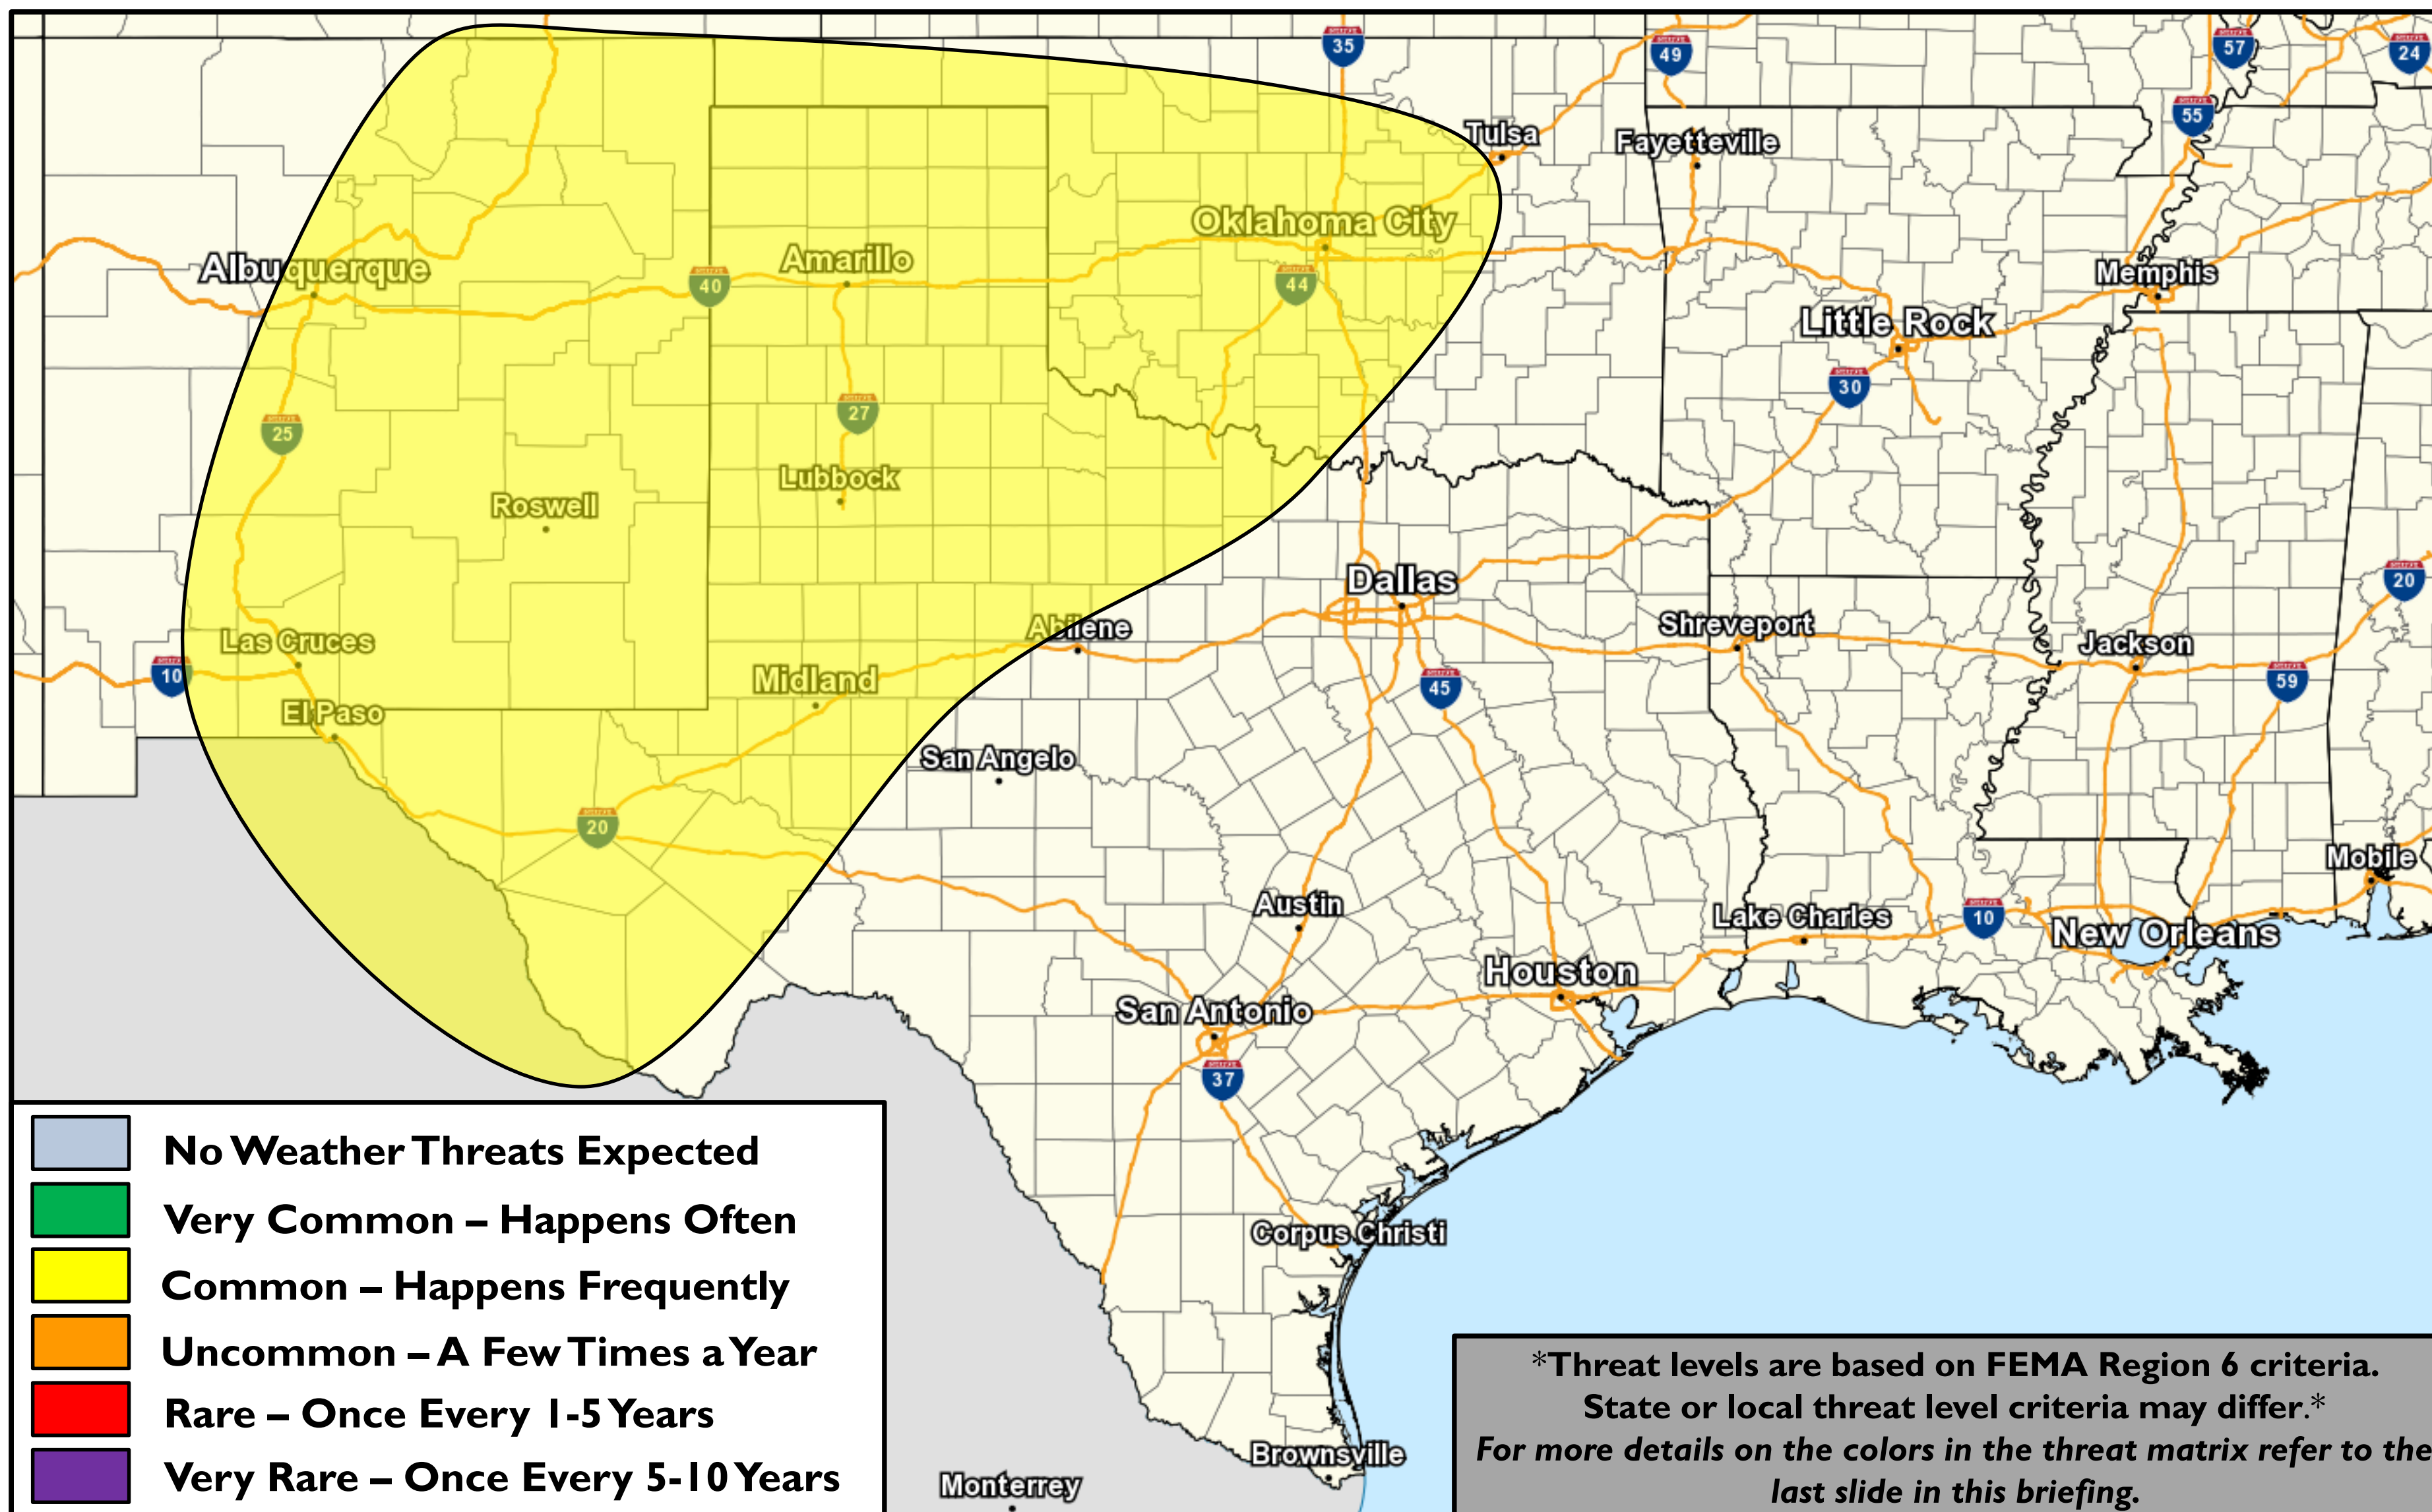 35
49
57
24
55
Tulsa
Fayetteville
Oklahoma City
Albuquerque
Amarillo
40
44
Memphis
Little Rock
30
27
25
Lubbock
Roswell
Dallas
20
Abilene
Shreveport
Las Cruces
Jackson
10
Midland
45
59
El Paso
San Angelo
20
Mobile
Austin
Lake Charles
10
New Orleans
Houston
San Antonio
37
Corpus Christi
Brownsville
Monterrey
No Weather Threats Expected
Very Common – Happens Often
Common – Happens Frequently
Uncommon – A Few Times a Year
Rare – Once Every 1-5 Years
Very Rare – Once Every 5-10 Years
*Threat levels are based on FEMA Region 6 criteria.
State or local threat level criteria may differ.*
For more details on the colors in the threat matrix refer to the
last slide in this briefing.